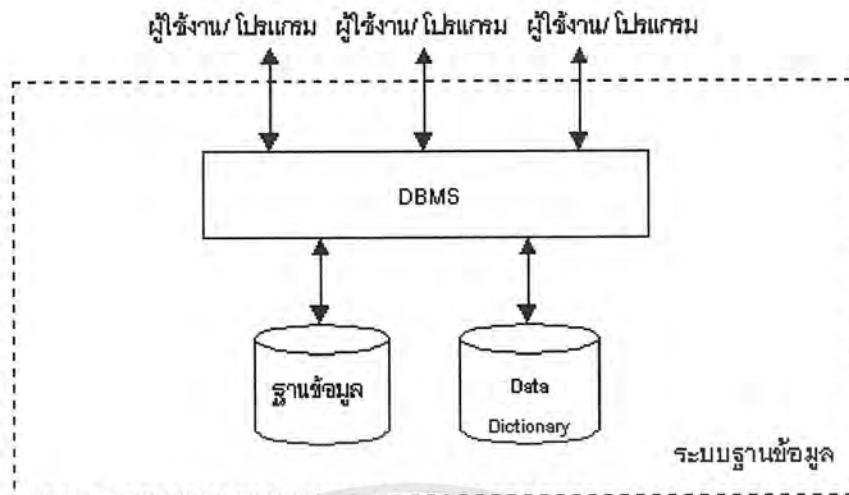 ผู้ใช้งาน/ โปรแกรม ผู้ใช้งาน/ โปรแกรม ผู้ใช้งาน/ โปรแกรม
DBMS
ฐานข้อมูล
Data
Dictionary
ระบบฐานข้อมูล